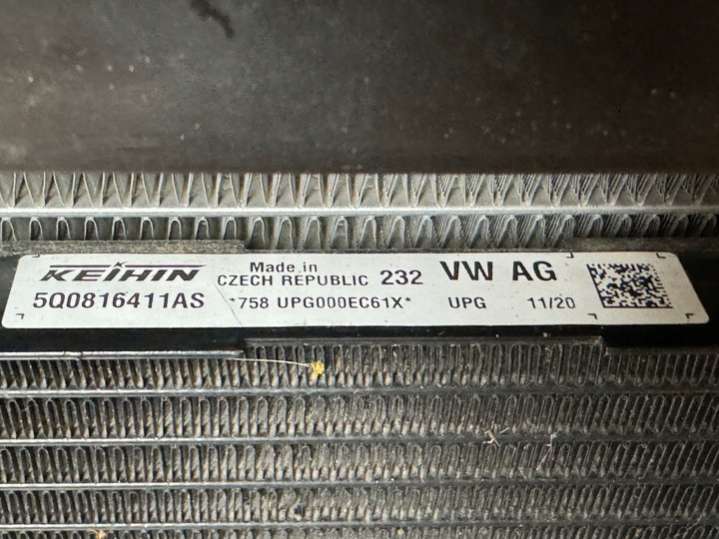 KEIHIN Made in CZECH REPUBLIC 232 VW AG
5Q0816411AS *758 UPG000EC61X* UPG 11/20